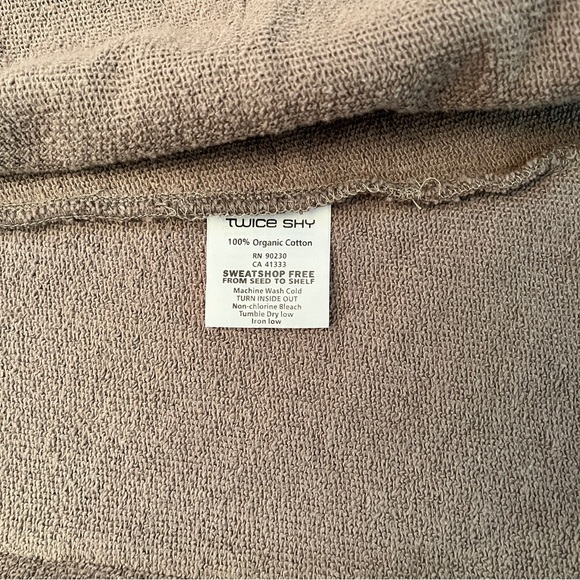 TWICE SHY
100% Organic Cotton
RN 90230
CA 41333
SWEATSHOP FREE
FROM SEED TO SHELF
Machine Wash Cold
TURN INSIDE OUT
Non-chlorine Bleach
Tumble Dry low
Iron low